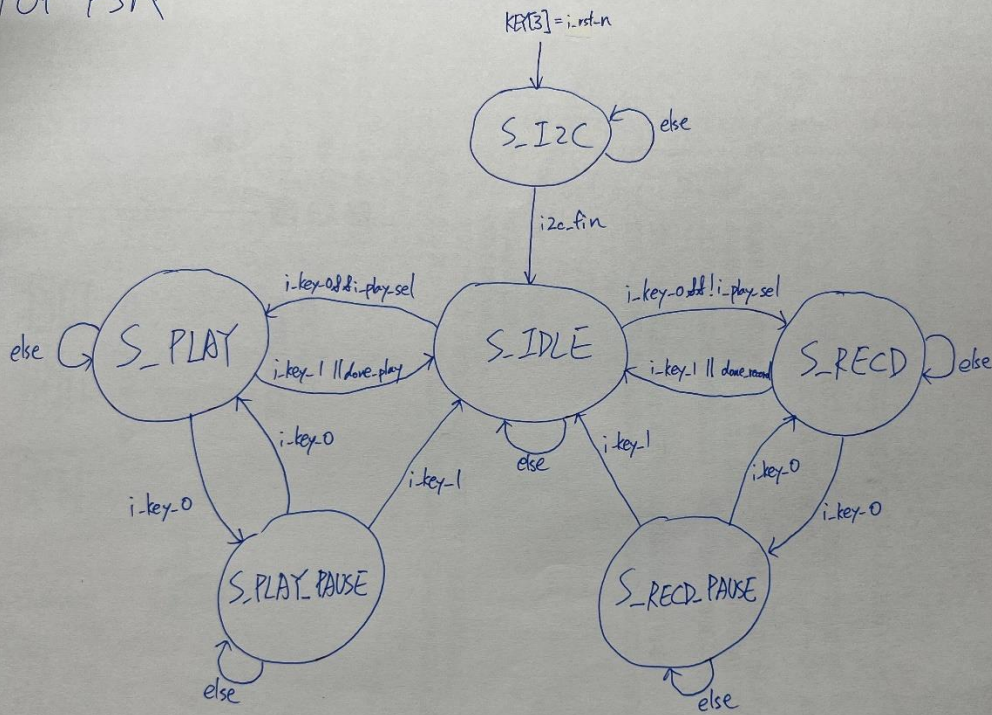 KEY[3] = i_rst_n
S_I2C
else
i2c_fin
i_key_0&&i_play_sel
i_key_0&&!i_play_sel
else
S_PLAY
S_IDLE
S_RECD
else
i_key_1 || done_play
i_key_1 || done_record
i_key_0
i_key_0
i_key_1
else
i_key_1
i_key_0
i_key_0
S_PLAY_PAUSE
S_RECD_PAUSE
else
else